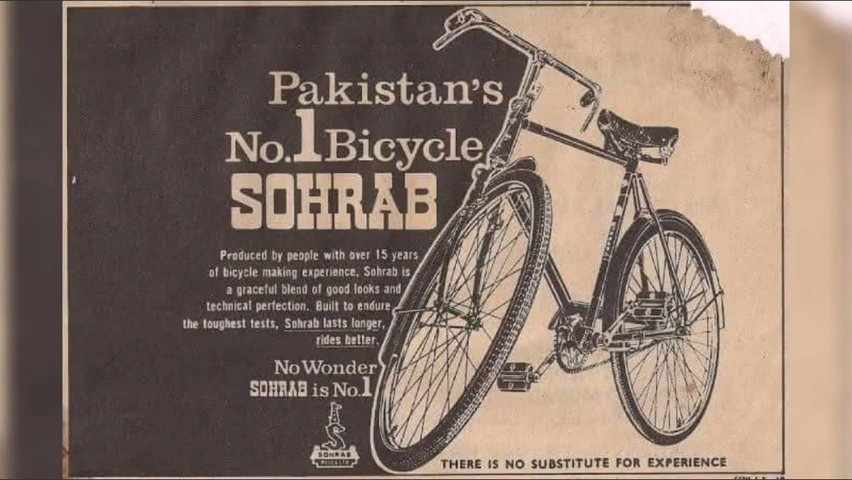 Pakistan's
No.1 Bicycle
SOHRAB
Produced by people with over 15 years
of bicycle making experience, Sohrab is
a graceful blend of good looks and
technical perfection. Built to endure
the toughest tests, Sohrab lasts longer,
rides better.
No Wonder
SOHRAB is No.1
SOHRAB
THERE IS NO SUBSTITUTE FOR EXPERIENCE